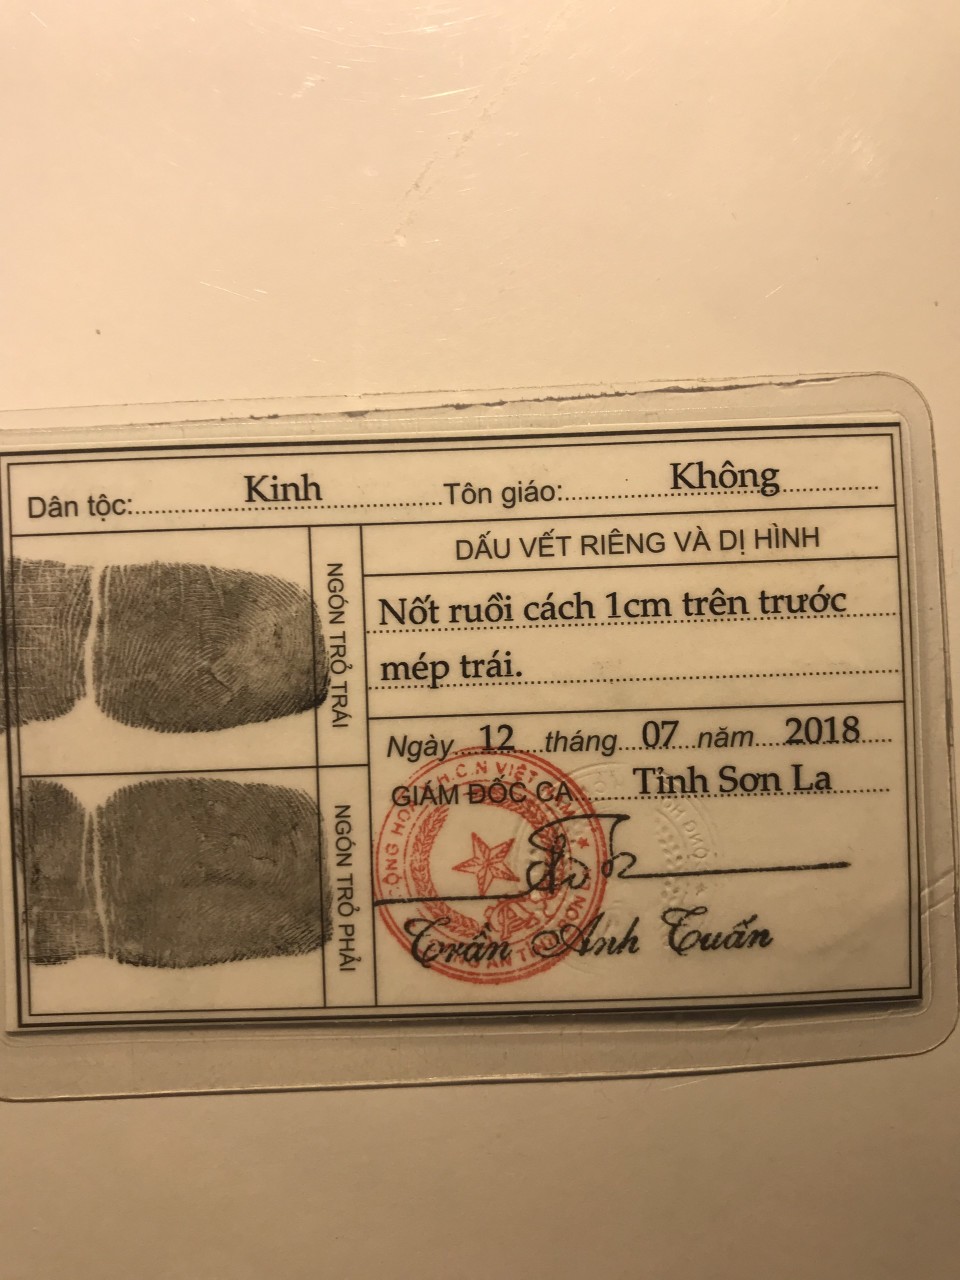 Dân tộc: Kinh Tôn giáo: Không
DẤU VẾT RIÊNG VÀ DỊ HÌNH
Nốt ruồi cách 1cm trên trước
mép trái.
NGÓN TRỎ TRÁI
NGÓN TRỎ PHẢI
Ngày 12 tháng 07 năm 2018
GIÁM ĐỐC CA Tỉnh Sơn La
Trần Anh Tuấn